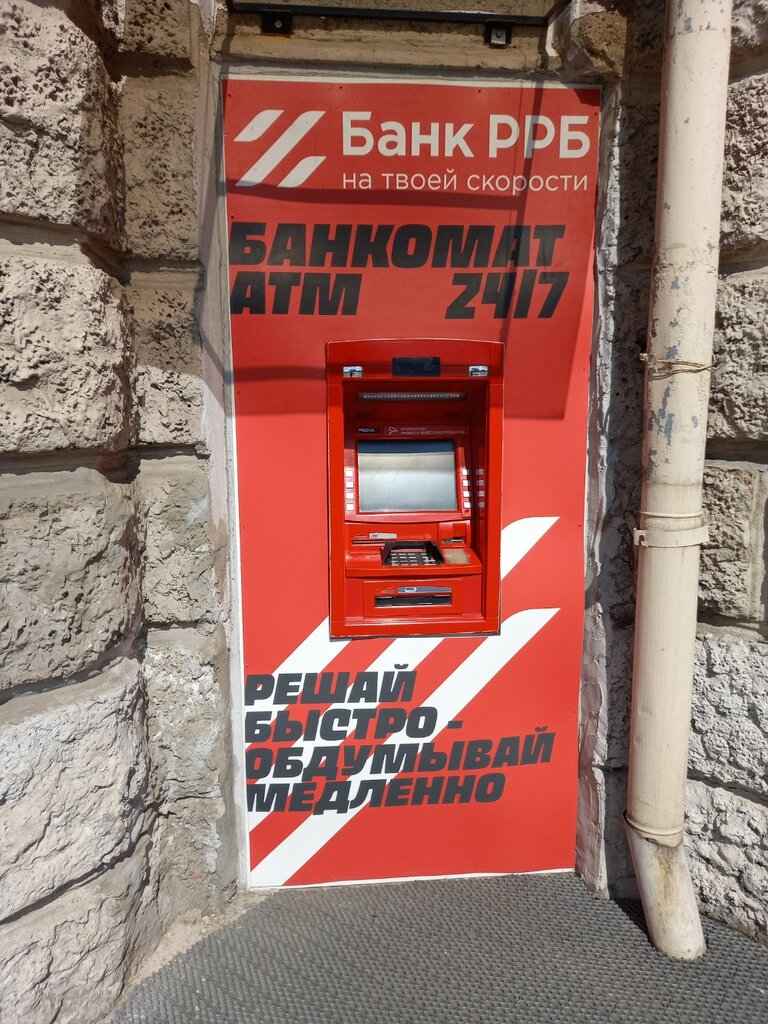 Банк РРБ
на твоей скорости
БАНКОМАТ
ATM 24/7
РЕШАЙ
БЫСТРО -
ОБДУМЫВАЙ
МЕДЛЕННО